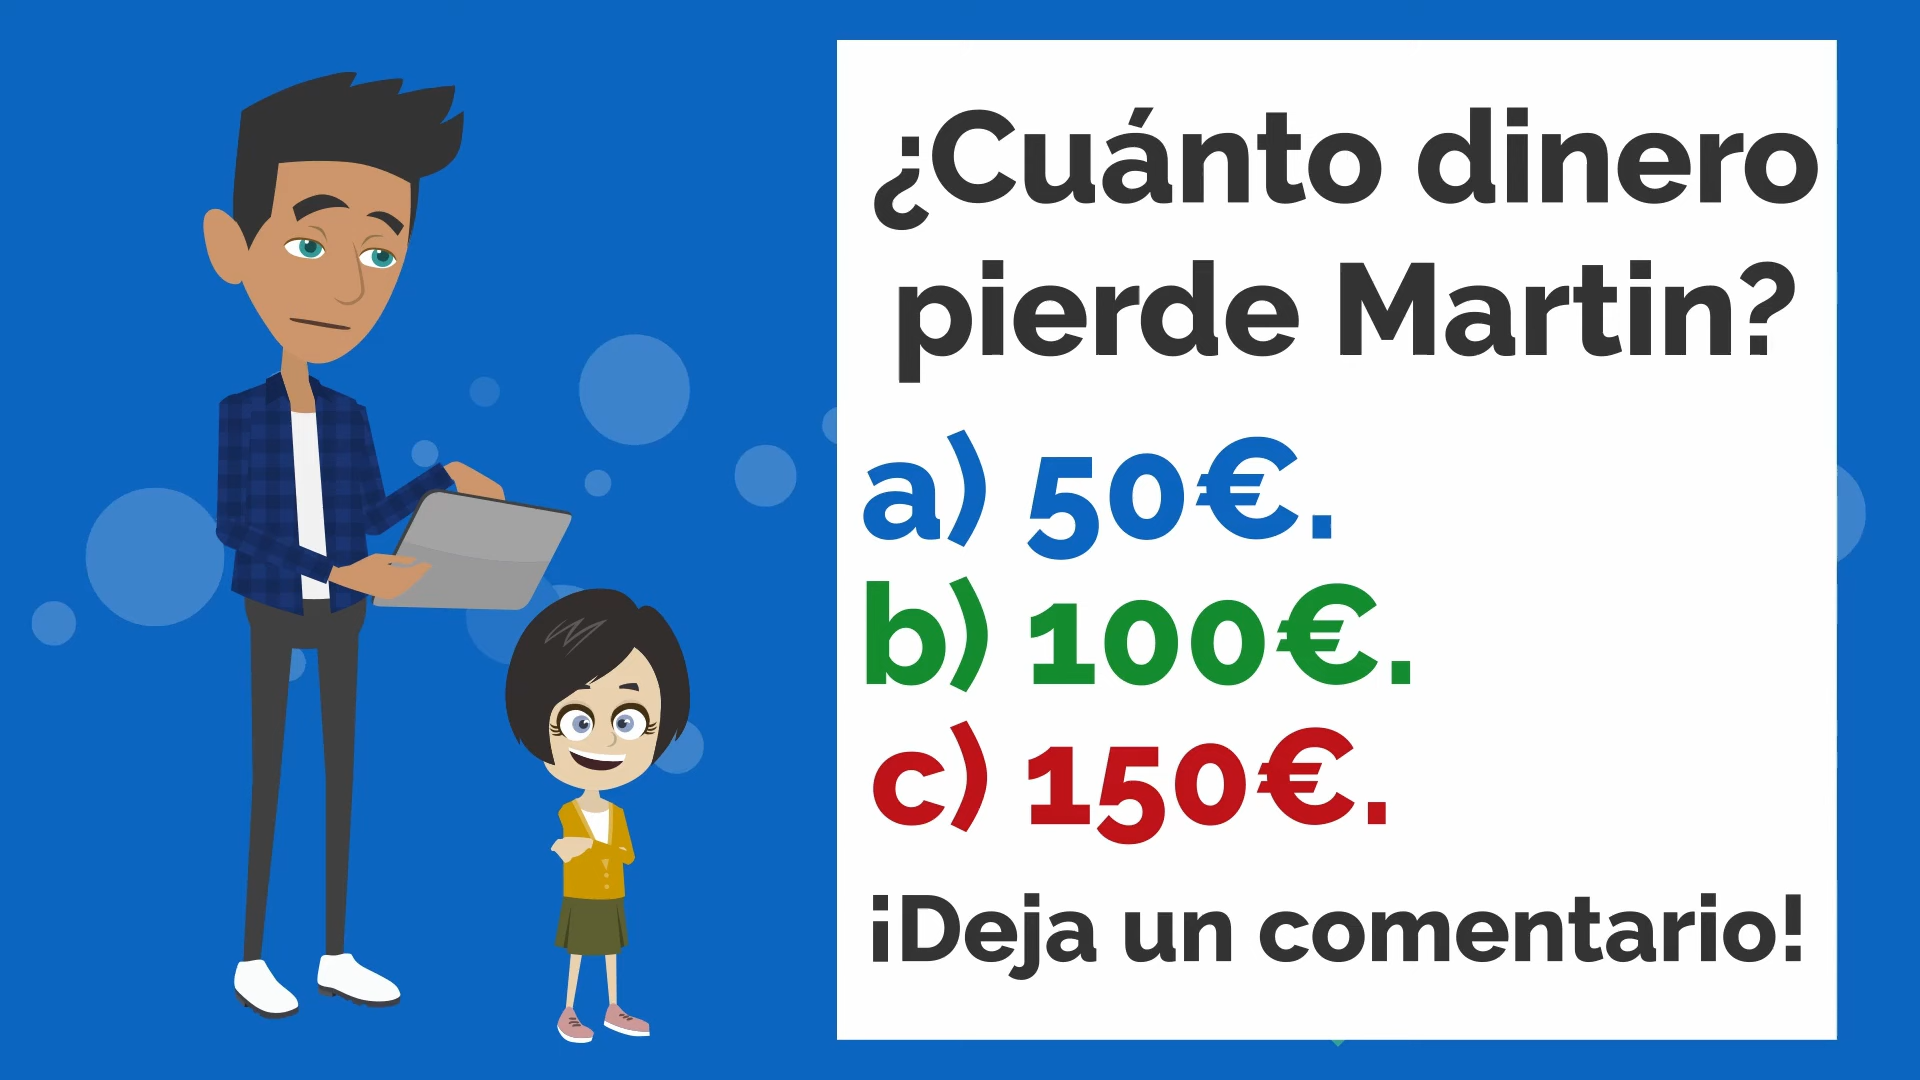 ¿Cuánto dinero
pierde Martin?
a) 50€.
b) 100€.
c) 150€.
¡Deja un comentario!